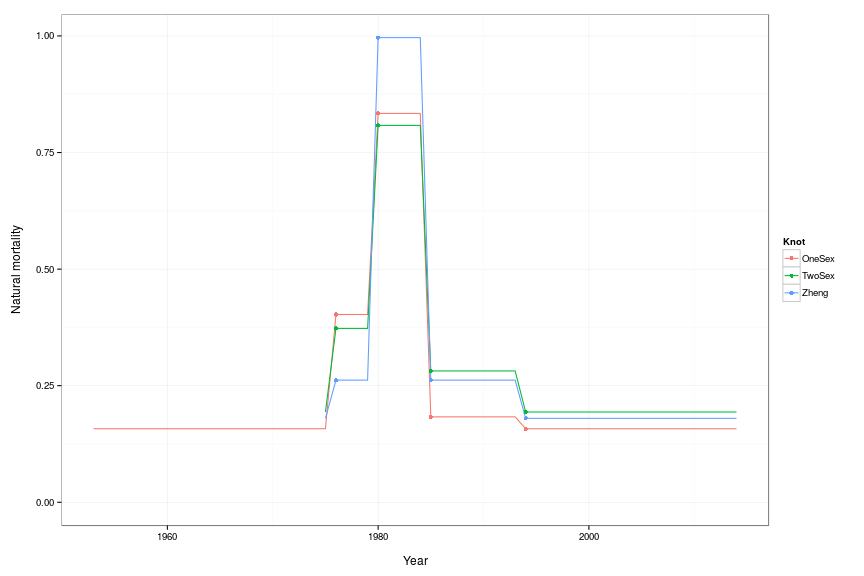 1.00
0.75
0.50
0.25
0.00
Natural mortality
1960
1980
2000
Year
Knot
OneSex
TwoSex
Zheng